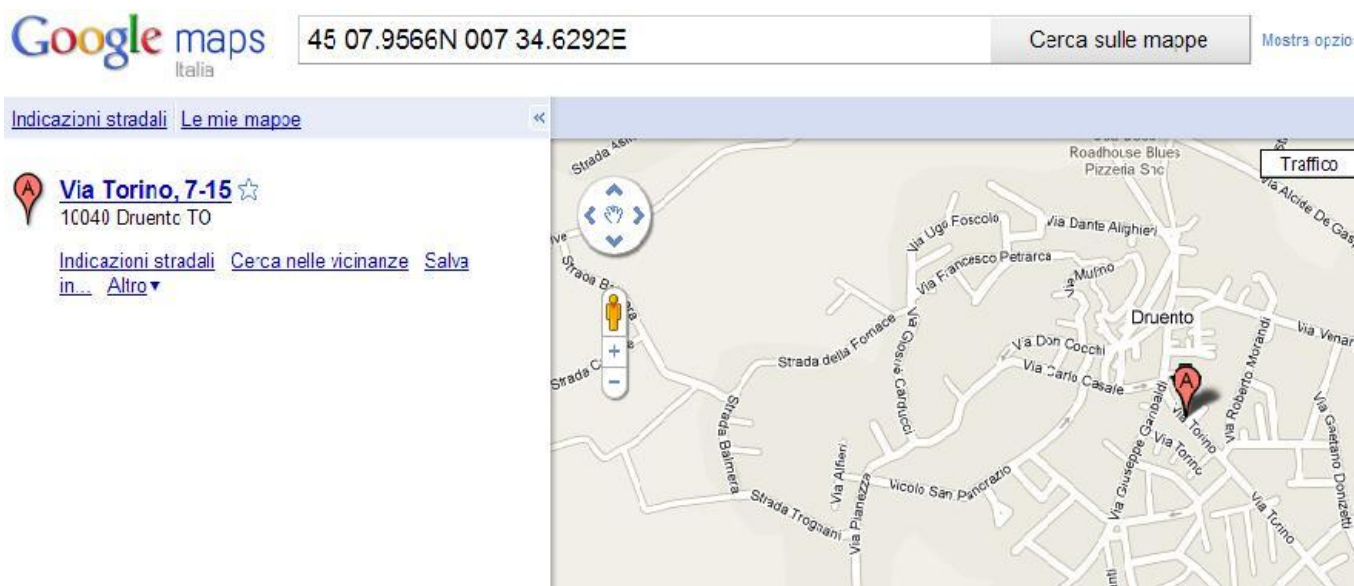 Google maps
Italia
45 07.9566N 007 34.6292E
Cerca sulle mappe
Mostra opzio
Indicazioni stradali Le mie mappe
«
A
Via Torino, 7-15
10040 Druento TO
Indicazioni stradali Cerca nelle vicinanze Salva
in... Altro
Traffico
Roadhouse Blues
Pizzeria Snc
Via Alcide De Gasp
Via Ugo Foscolo
Via Dante Alighieri
Via Francesco Petrarca
Mulino
Druento
Via Venar
Strada della Fornace
Via Giosuè Carducci
Via Don Cocchi
Via Carlo Casale
A
Via Roberto Morandi
Via Torino
Via Torino
Via Giuseppe Garibaldi
Via Gaetano Donizetti
Strada Balmera
Via Alfieri
Vicolo San Pancrazio
Strada Trognani
Via Pianezza
Via Torino